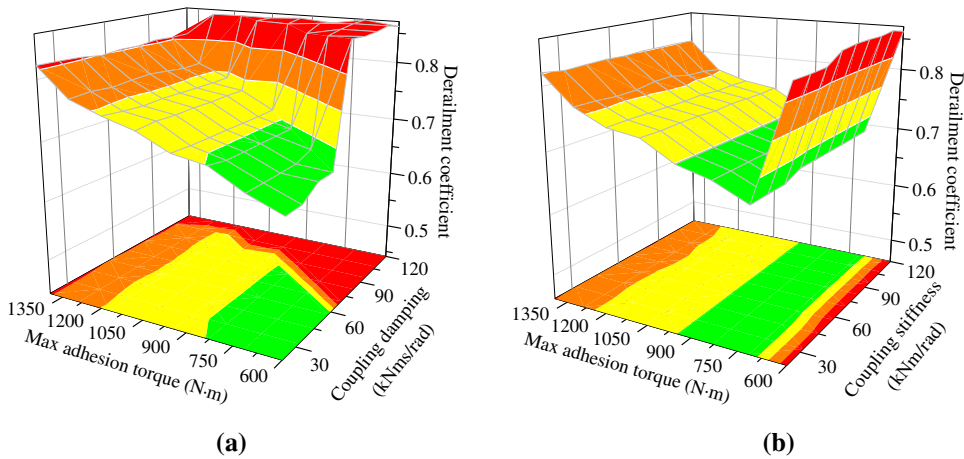 0.8
0.7
0.6
0.5
Derailment coefficient
1350
1200
1050
900
750
600
Max adhesion torque (N·m)
30
60
90
120
Coupling damping
(kNms/rad)
(a)
0.8
0.7
0.6
0.5
Derailment coefficient
1350
1200
1050
900
750
600
Max adhesion torque (N·m)
30
60
90
120
Coupling stiffness
(kNm/rad)
(b)